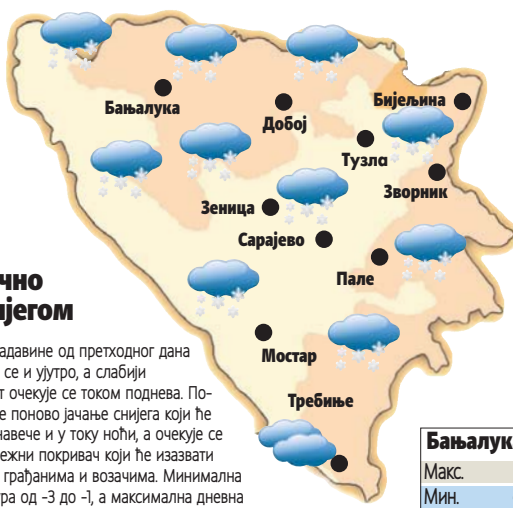 Бањалука
Добој
Бијељина
Тузла
Зворник
Зеница
Сарајево
Пале
Мостар
Требиње
чно
јегом
адавине од претходног дана
се и ујутро, а слабији
т очекује се током поднева. По-
е поново јачање снијега који ће
навече и у току ноћи, а очекује се
ежни покривач који ће изазвати
грађанима и возачима. Минимална
ра од -3 до -1, а максимална дневна
Бањалук
Макс.
Мин.